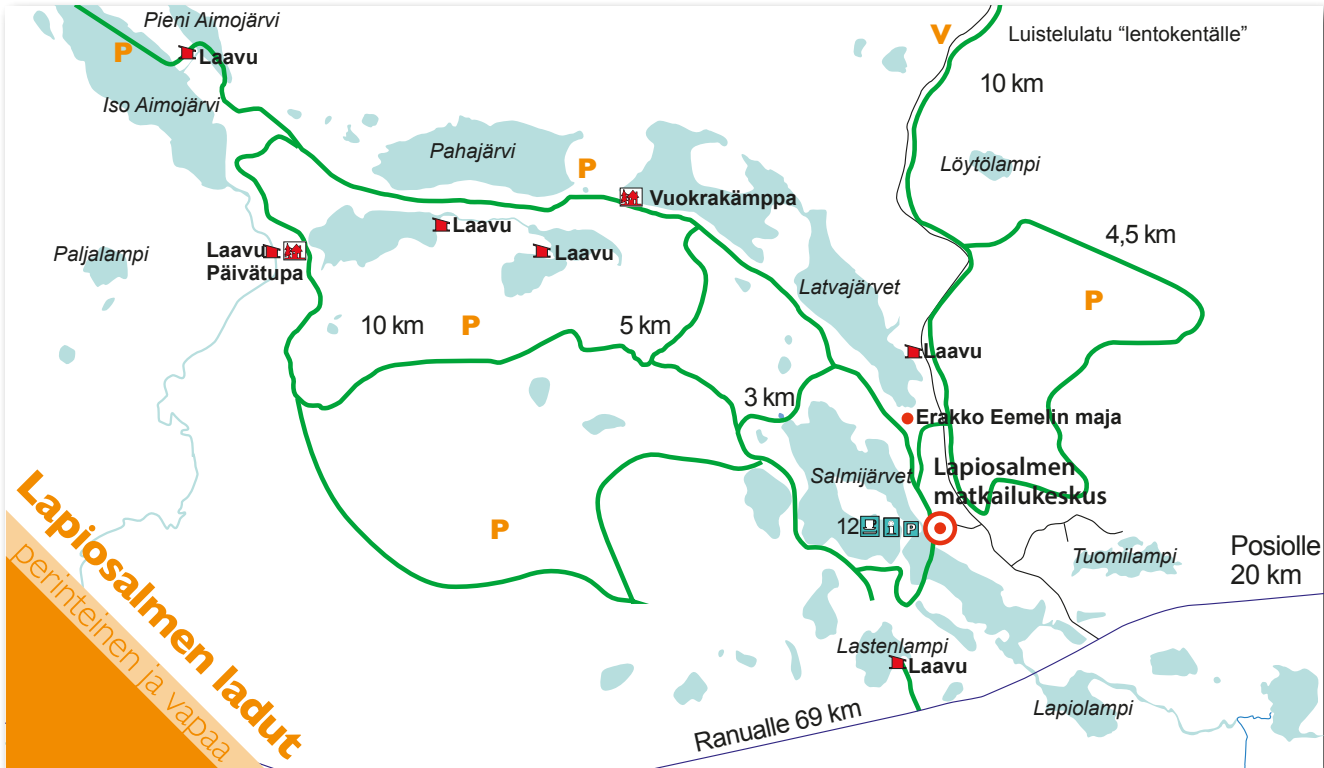 Pieni Aimojärvi
P
Laavu
Iso Aimojärvi
V
Luistelulatu “lentokentälle”
10 km
Löytölampi
Pahajärvi
P
Vuokrakämppa
4,5 km
Laavu
Laavu
Laavu
Päivätupa
Paljalampi
Latvajärvet
P
10 km
P
5 km
Laavu
3 km
Erakko Eemelin maja
Salmijärvet
Lapiosalmen
matkailukeskus
12
i
P
P
Tuomilampi
Posiolle
20 km
Lastenlampi
Laavu
Lapiolampi
Ranualle 69 km
Lapiosalmen ladut
perinteinen ja vapaa